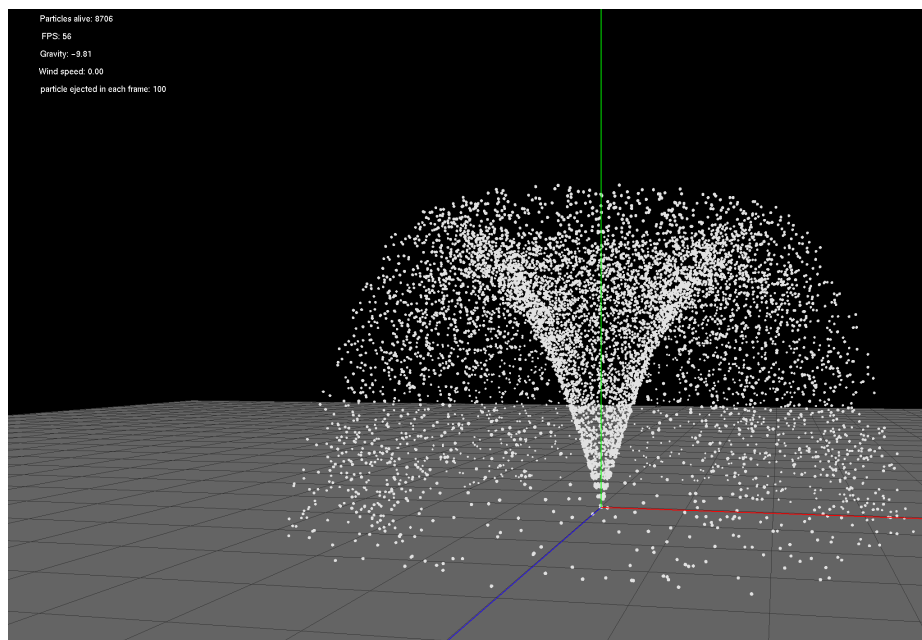 Particles alive: 8706
FPS: 56
Gravity: -9.81
Wind speed: 0.00
particle ejected in each frame: 100